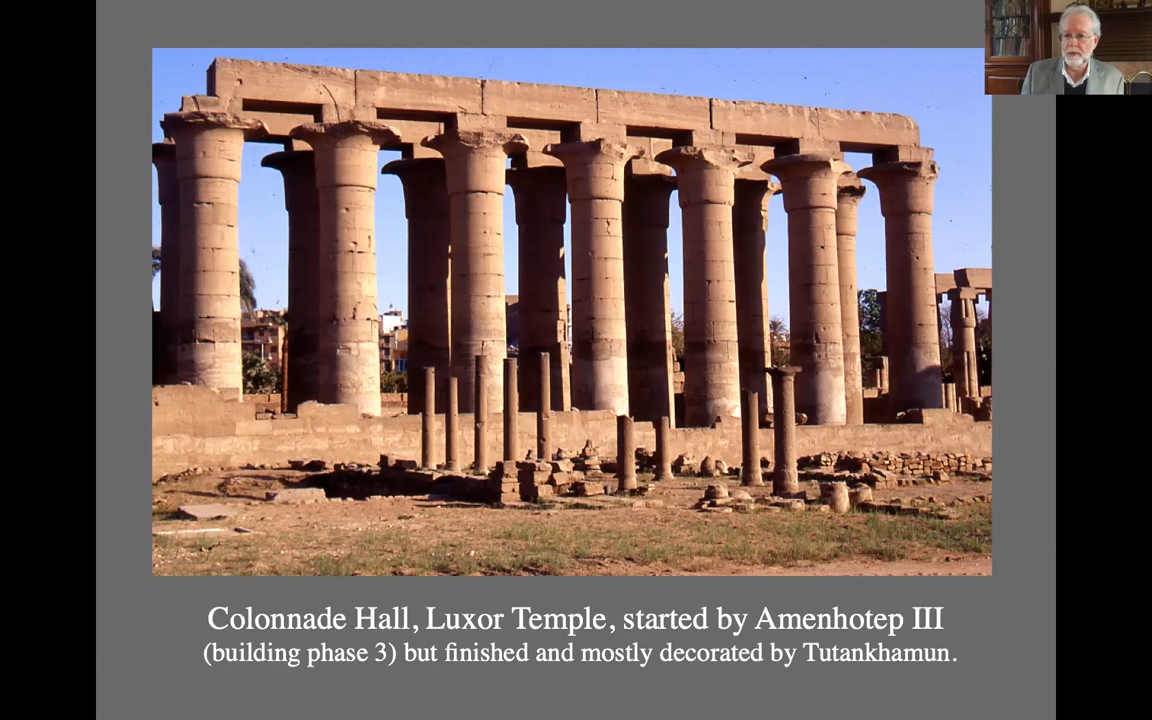 Colonnade Hall, Luxor Temple, started by Amenhotep III
(building phase 3) but finished and mostly decorated by Tutankhamun.